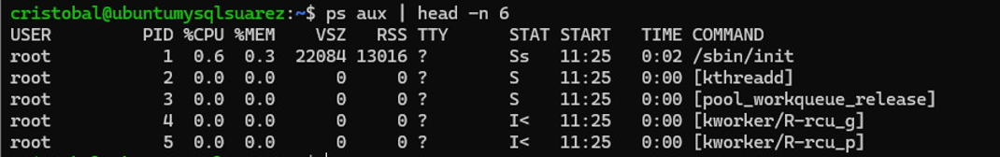 cristobal@ubuntumysqlsuarez:~$ ps aux | head -n 6
USER         PID %CPU %MEM    VSZ   RSS TTY      STAT START   TIME COMMAND
root           1  0.6  0.3  22084 13016 ?        Ss   11:25   0:02 /sbin/init
root           2  0.0  0.0      0     0 ?        S    11:25   0:00 [kthreadd]
root           3  0.0  0.0      0     0 ?        S    11:25   0:00 [pool_workqueue_release]
root           4  0.0  0.0      0     0 ?        I<   11:25   0:00 [kworker/R-rcu_g]
root           5  0.0  0.0      0     0 ?        I<   11:25   0:00 [kworker/R-rcu_p]